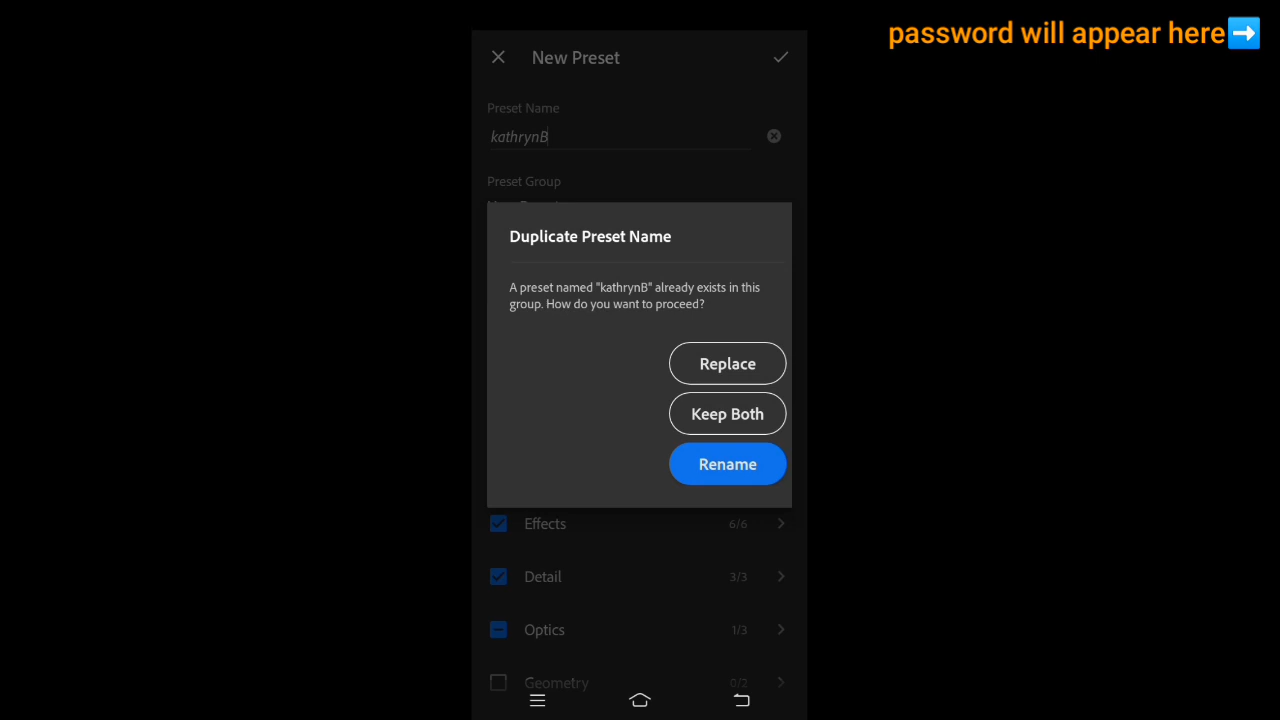 password will appear here➡
New Preset
Preset Name
kathrynB
Preset Group
Duplicate Preset Name
A preset named "kathrynB" already exists in this
group. How do you want to proceed?
Replace
Keep Both
Rename
Effects 6/6
Detail 3/3
Optics 1/3
Geometry 0/2